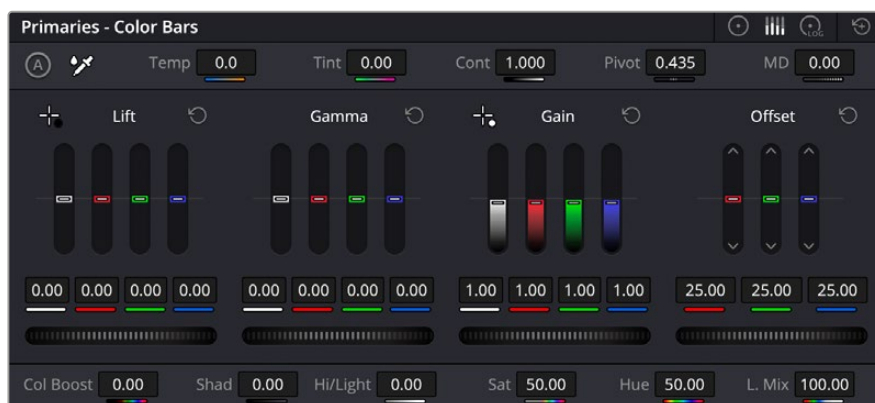 Primaries - Color Bars
LOG
A Temp 0.0 Tint 0.00 Cont 1.000 Pivot 0.435 MD 0.00
Lift Gamma Gain Offset
0.00 0.00 0.00 0.00 0.00 0.00 0.00 0.00 1.00 1.00 1.00 1.00 25.00 25.00 25.00
Col Boost 0.00 Shad 0.00 Hi/Light 0.00 Sat 50.00 Hue 50.00 L. Mix 100.00